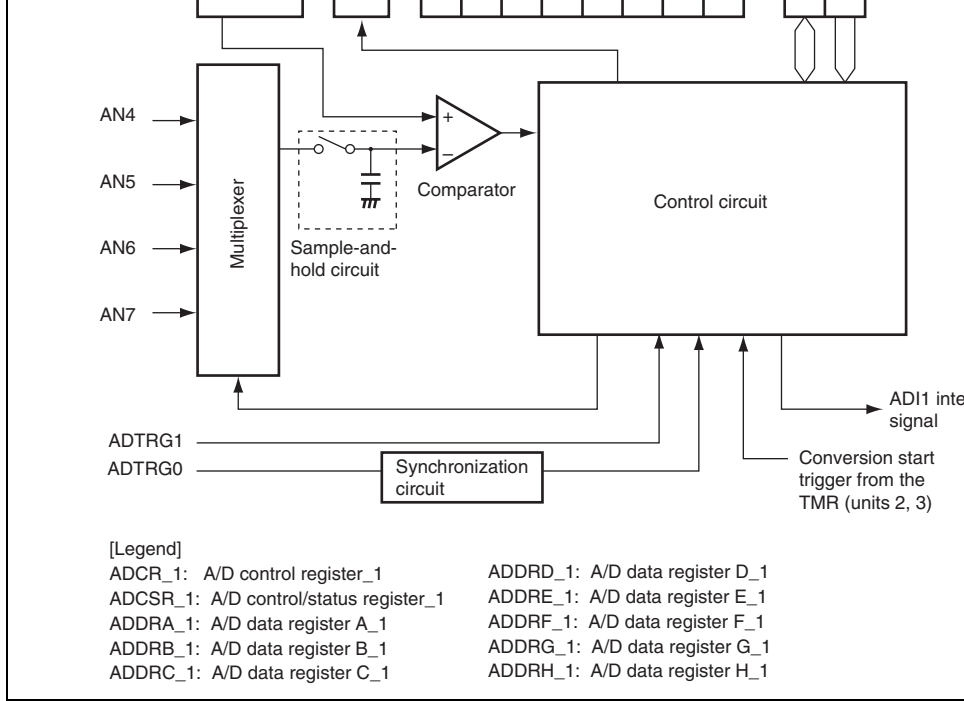 AN4
AN5
AN6
AN7
Multiplexer
+
−
Comparator
Sample-and-
hold circuit
Control circuit
ADI1
signal
ADTRG1
ADTRG0
Synchronization
circuit
Conversion start
trigger from the
TMR (units 2, 3)
[Legend]
ADCR_1: A/D control register_1
ADCSR_1: A/D control/status register_1
ADDRA_1: A/D data register A_1
ADDRB_1: A/D data register B_1
ADDRC_1: A/D data register C_1
ADDRD_1: A/D data register D_1
ADDRE_1: A/D data register E_1
ADDRF_1: A/D data register F_1
ADDRG_1: A/D data register G_1
ADDRH_1: A/D data register H_1